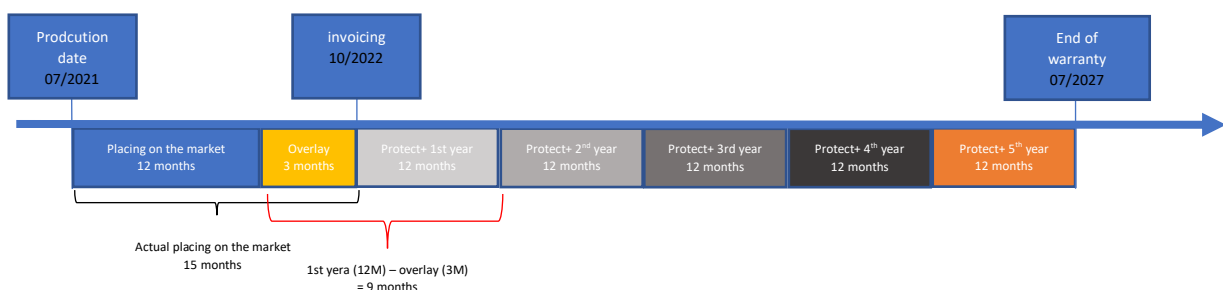 Prodcution
date
07/2021
invoicing
10/2022
End of
warranty
07/2027
Placing on the market
12 months
Overlay
3 months
Protect+ 1st year
12 months
Protect+ 2nd year
12 months
Protect+ 3rd year
12 months
Protect+ 4th year
12 months
Protect+ 5th year
12 months
Actual placing on the market
15 months
1st yera (12M) – overlay (3M)
= 9 months